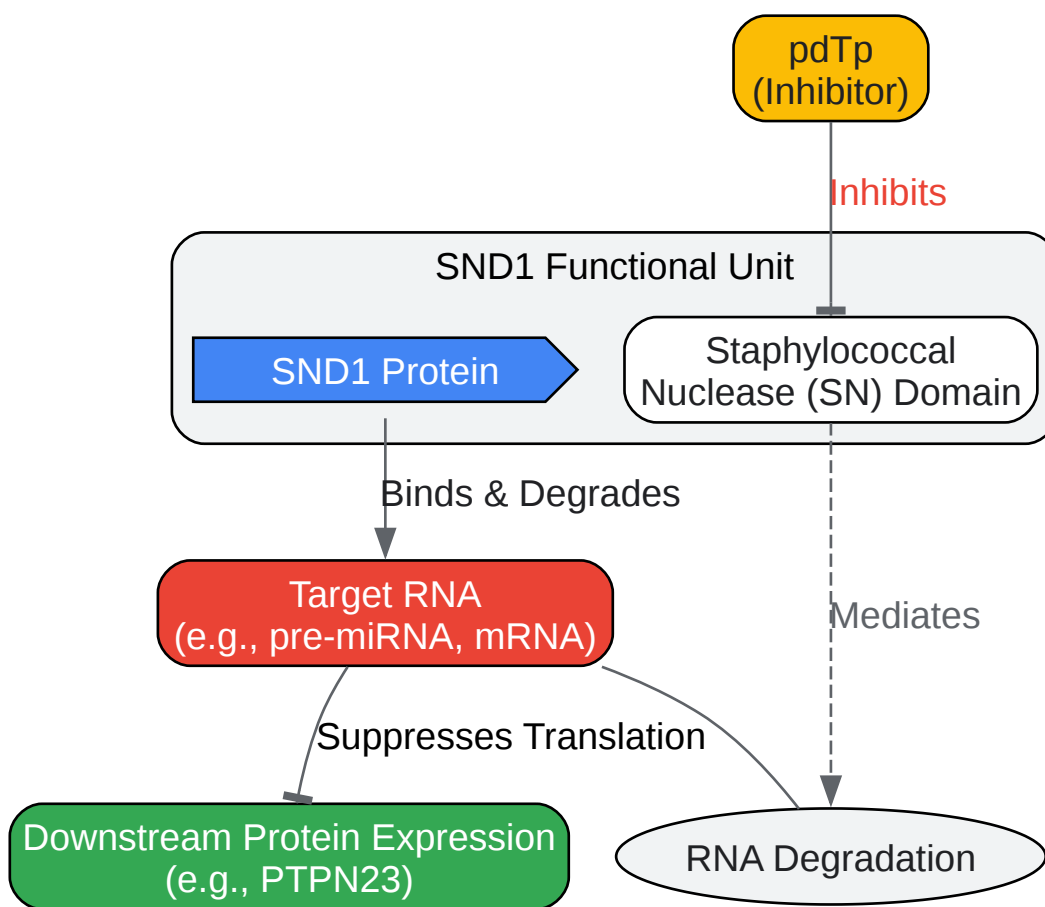 pdTp
(Inhibitor)
Inhibits
SND1 Functional Unit
SND1 Protein
Staphylococcal
Nuclease (SN) Domain
Binds & Degrades
Target RNA
(e.g., pre-miRNA, mRNA)
Mediates
Suppresses Translation
Downstream Protein Expression
(e.g., PTPN23)
RNA Degradation